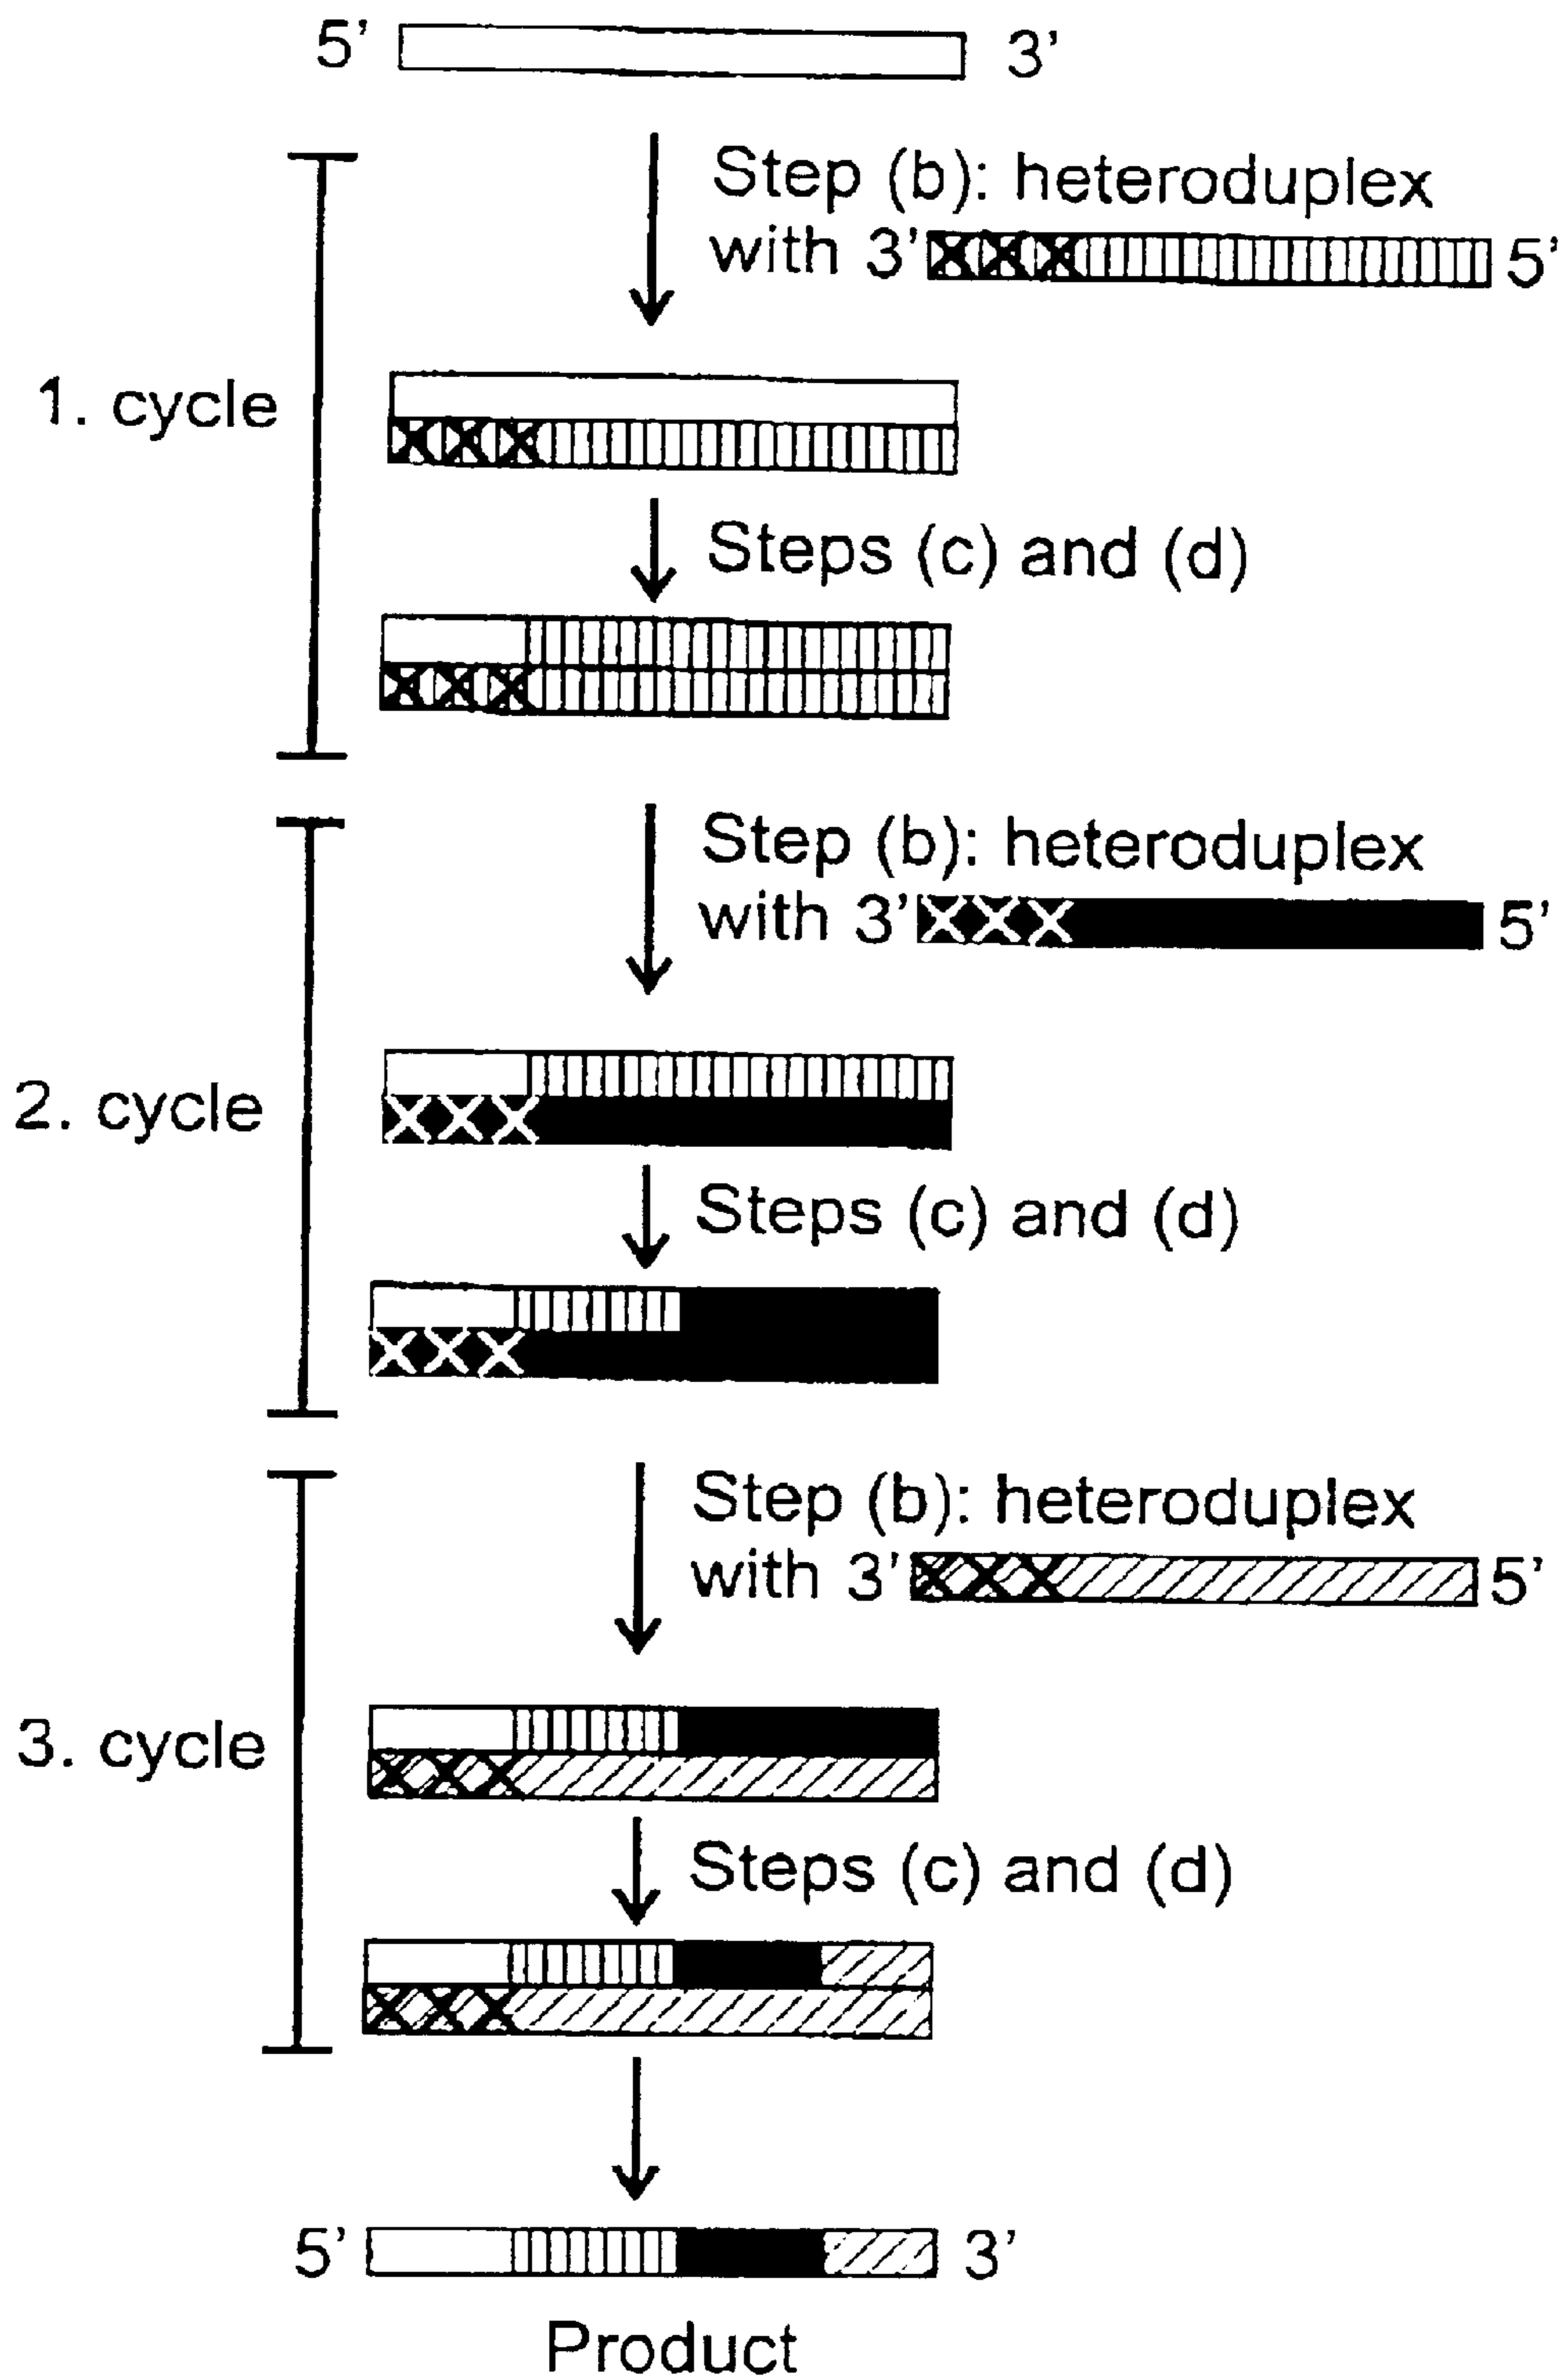 5’ 3’
Step (b): heteroduplex
with 3’ 5’
1. cycle
Steps (c) and (d)
Step (b): heteroduplex
with 3’ 5’
2. cycle
Steps (c) and (d)
Step (b): heteroduplex
with 3’ 5’
3. cycle
Steps (c) and (d)
5’ 3’
Product